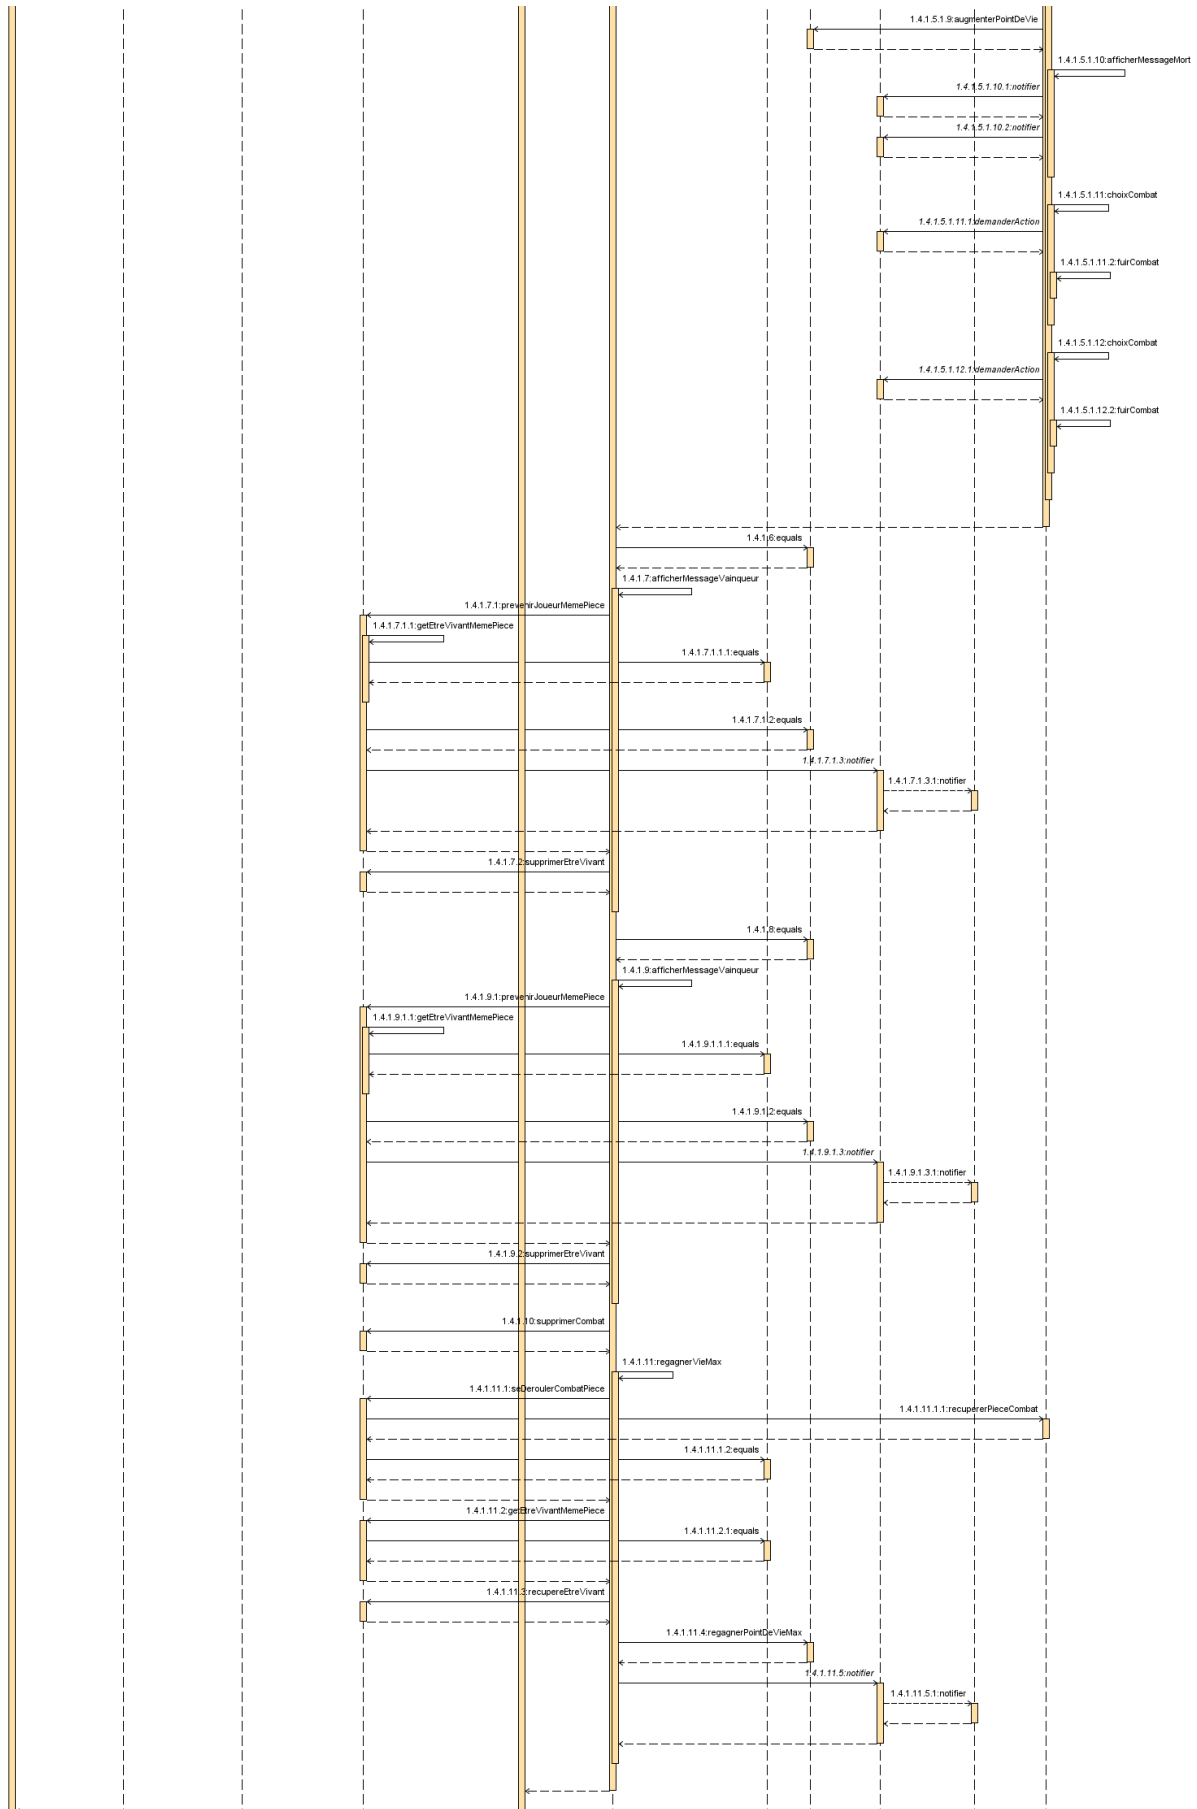 1.4.1.5.1.9:augmenterPointDeVie
1.4.1.5.1.10:afficherMessageMort
1.4.1.5.1.10.1:notifier
1.4.1.5.1.10.2:notifier
1.4.1.5.1.11:choixCombat
1.4.1.5.1.11.1:demanderAction
1.4.1.5.1.11.2:fuirCombat
1.4.1.5.1.12:choixCombat
1.4.1.5.1.12.1:demanderAction
1.4.1.5.1.12.2:fuirCombat
1.4.1.6:equals
1.4.1.7:afficherMessageVainqueur
1.4.1.7.1:prevenirJoueurMemePiece
1.4.1.7.1.1:getEtreVivantMemePiece
1.4.1.7.1.1.1:equals
1.4.1.7.1.2:equals
1.4.1.7.1.3:notifier
1.4.1.7.1.3.1:notifier
1.4.1.7.2:supprimerEtreVivant
1.4.1.8:equals
1.4.1.9:afficherMessageVainqueur
1.4.1.9.1:prevenirJoueurMemePiece
1.4.1.9.1.1:getEtreVivantMemePiece
1.4.1.9.1.1.1:equals
1.4.1.9.1.2:equals
1.4.1.9.1.3:notifier
1.4.1.9.1.3.1:notifier
1.4.1.9.2:supprimerEtreVivant
1.4.1.10:supprimerCombat
1.4.1.11:regagnerVieMax
1.4.1.11.1:seDeroulerCombatPiece
1.4.1.11.1.1:recupererPieceCombat
1.4.1.11.1.2:equals
1.4.1.11.2:getEtreVivantMemePiece
1.4.1.11.2.1:equals
1.4.1.11.3:recupereEtreVivant
1.4.1.11.4:regagnerPointDeVieMax
1.4.1.11.5:notifier
1.4.1.11.5.1:notifier